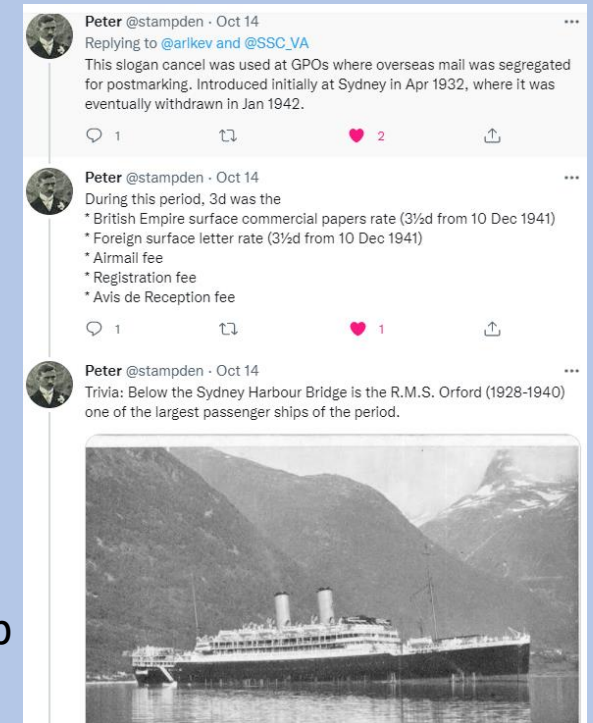 Peter @stampden · Oct 14
Replying to @arlkev and @SSC_VA
This slogan cancel was used at GPOs where overseas mail was segregated
for postmarking. Introduced initially at Sydney in Apr 1932, where it was
eventually withdrawn in Jan 1942.
1 2
Peter @stampden · Oct 14
During this period, 3d was the
* British Empire surface commercial papers rate (3½d from 10 Dec 1941)
* Foreign surface letter rate (3½d from 10 Dec 1941)
* Airmail fee
* Registration fee
* Avis de Reception fee
1 1
Peter @stampden · Oct 14
Trivia: Below the Sydney Harbour Bridge is the R.M.S. Orford (1928-1940)
one of the largest passenger ships of the period.